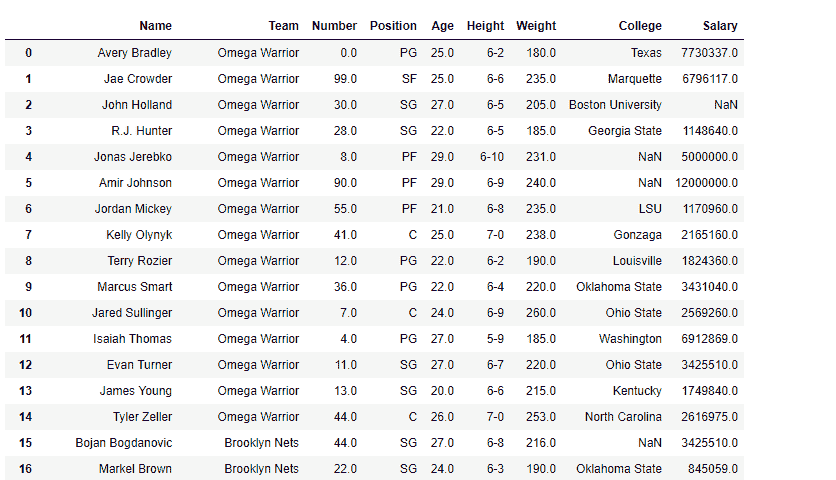 Name Team Number Position Age Height Weight College Salary
0 Avery Bradley Omega Warrior 0.0 PG 25.0 6-2 180.0 Texas 7730337.0
1 Jae Crowder Omega Warrior 99.0 SF 25.0 6-6 235.0 Marquette 6796117.0
2 John Holland Omega Warrior 30.0 SG 27.0 6-5 205.0 Boston University NaN
3 R.J. Hunter Omega Warrior 28.0 SG 22.0 6-5 185.0 Georgia State 1148640.0
4 Jonas Jerebko Omega Warrior 8.0 PF 29.0 6-10 231.0 NaN 5000000.0
5 Amir Johnson Omega Warrior 90.0 PF 29.0 6-9 240.0 NaN 12000000.0
6 Jordan Mickey Omega Warrior 55.0 PF 21.0 6-8 235.0 LSU 1170960.0
7 Kelly Olynyk Omega Warrior 41.0 C 25.0 7-0 238.0 Gonzaga 2165160.0
8 Terry Rozier Omega Warrior 12.0 PG 22.0 6-2 190.0 Louisville 1824360.0
9 Marcus Smart Omega Warrior 36.0 PG 22.0 6-4 220.0 Oklahoma State 3431040.0
10 Jared Sullinger Omega Warrior 7.0 C 24.0 6-9 260.0 Ohio State 2569260.0
11 Isaiah Thomas Omega Warrior 4.0 PG 27.0 5-9 185.0 Washington 6912869.0
12 Evan Turner Omega Warrior 11.0 SG 27.0 6-7 220.0 Ohio State 3425510.0
13 James Young Omega Warrior 13.0 SG 20.0 6-6 215.0 Kentucky 1749840.0
14 Tyler Zeller Omega Warrior 44.0 C 26.0 7-0 253.0 North Carolina 2616975.0
15 Bojan Bogdanovic Brooklyn Nets 44.0 SG 27.0 6-8 216.0 NaN 3425510.0
16 Markel Brown Brooklyn Nets 22.0 SG 24.0 6-3 190.0 Oklahoma State 845059.0